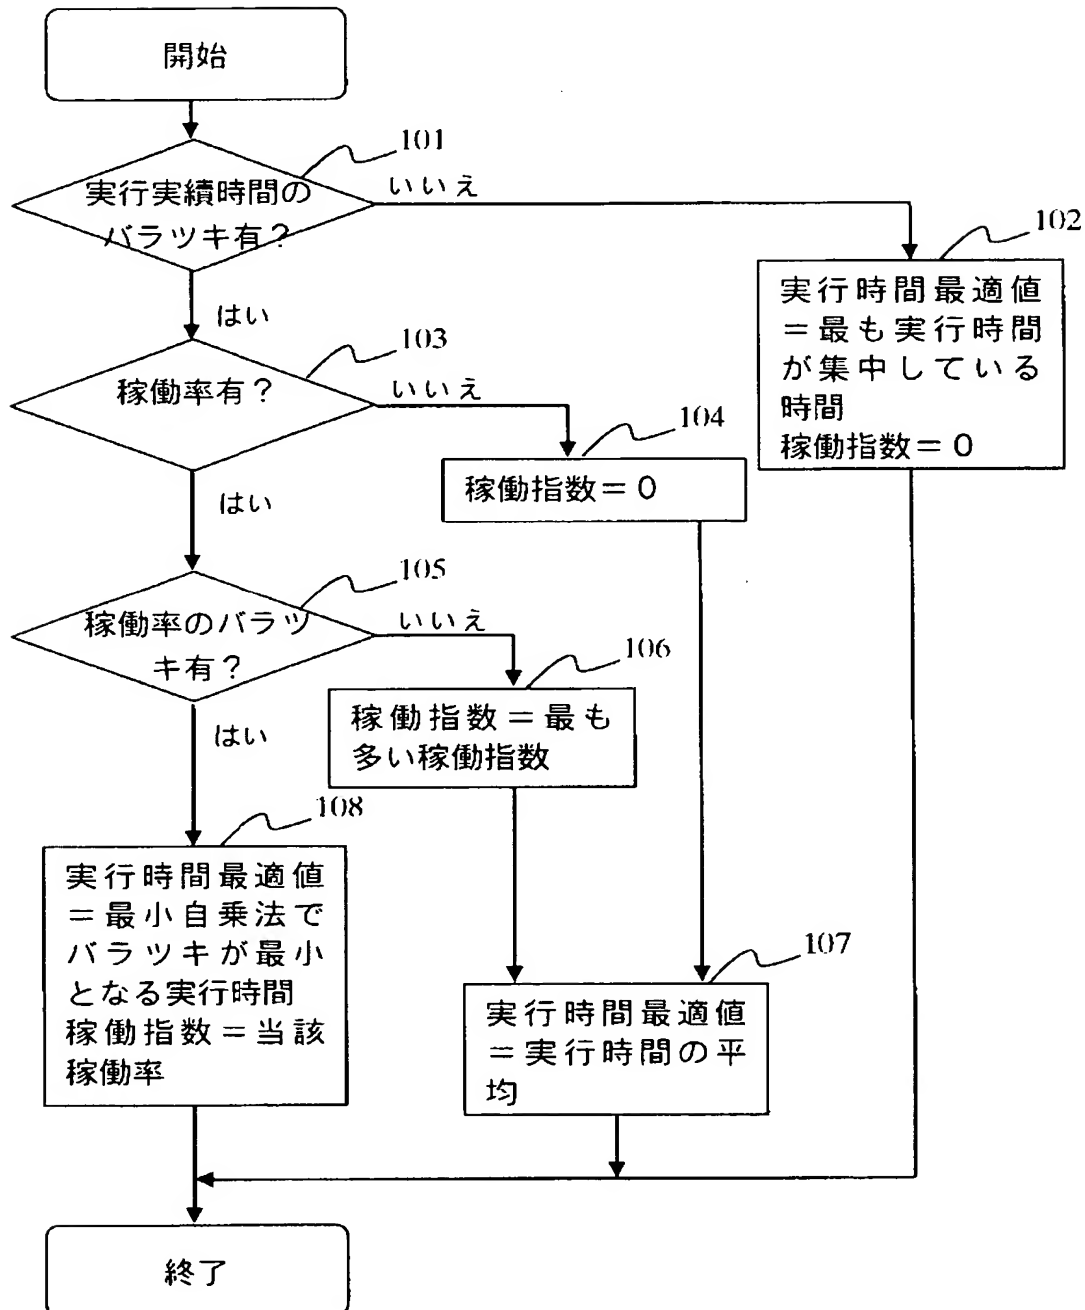 開始
101
実行実績時間の
バラツキ有？
いいえ
はい
102
実行時間最適値
＝最も実行時間
が集中している
時間
稼働指数＝０
103
稼働率有？
いいえ
はい
104
稼働指数＝０
105
稼働率のバラツ
キ有？
いいえ
はい
106
稼働指数＝最も
多い稼働指数
108
実行時間最適値
＝最小自乗法で
バラツキが最小
となる実行時間
稼働指数＝当該
稼働率
107
実行時間最適値
＝実行時間の平
均
終了